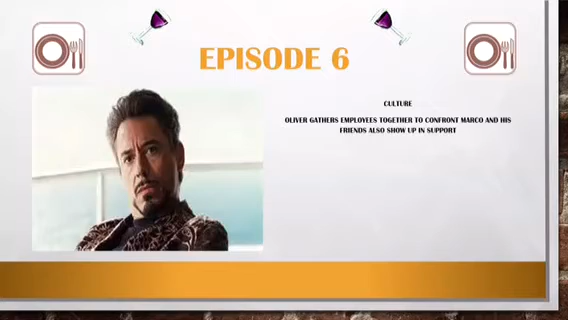 EPISODE 6
CULTURE
OLIVER GATHERS EMPLOYEES TOGETHER TO CONFRONT MARCO AND HIS
FRIENDS ALSO SHOW UP IN SUPPORT